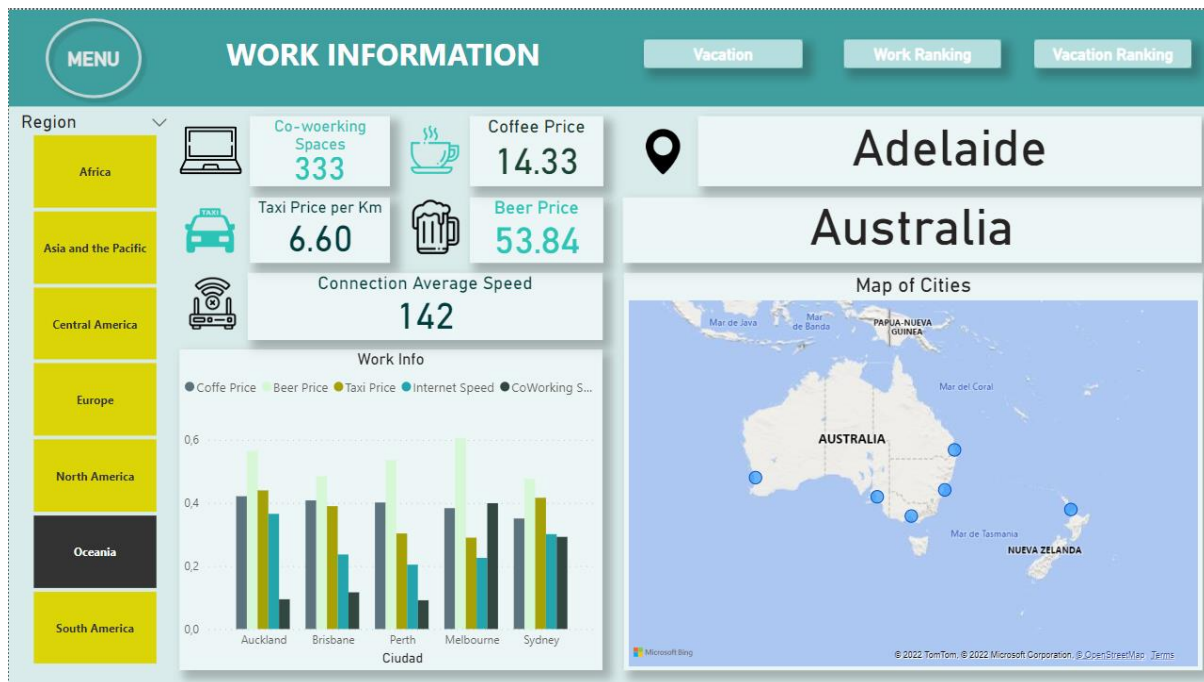 MENU
WORK INFORMATION
Vacation
Work Ranking
Vacation Ranking
Region
Africa
Asia and the Pacific
Central America
Europe
North America
Oceania
South America
Co-woerking
Spaces
333
Coffee Price
14.33
TAXI
Taxi Price per Km
6.60
Beer Price
53.84
Connection Average Speed
142
Work Info
Coffe Price Beer Price Taxi Price Internet Speed CoWorking S...
0,6
0,4
0,2
0,0
Auckland Brisbane Perth Melbourne Sydney
Ciudad
Adelaide
Australia
Map of Cities
Mar de Java
Mar
de Banda
PAPUA-NUEVA
GUINEA
Mar del Coral
AUSTRALIA
Mar de Tasmania
NUEVA ZELANDA
Microsoft Bing
© 2022 TomTom, © 2022 Microsoft Corporation, © OpenStreetMap Terms